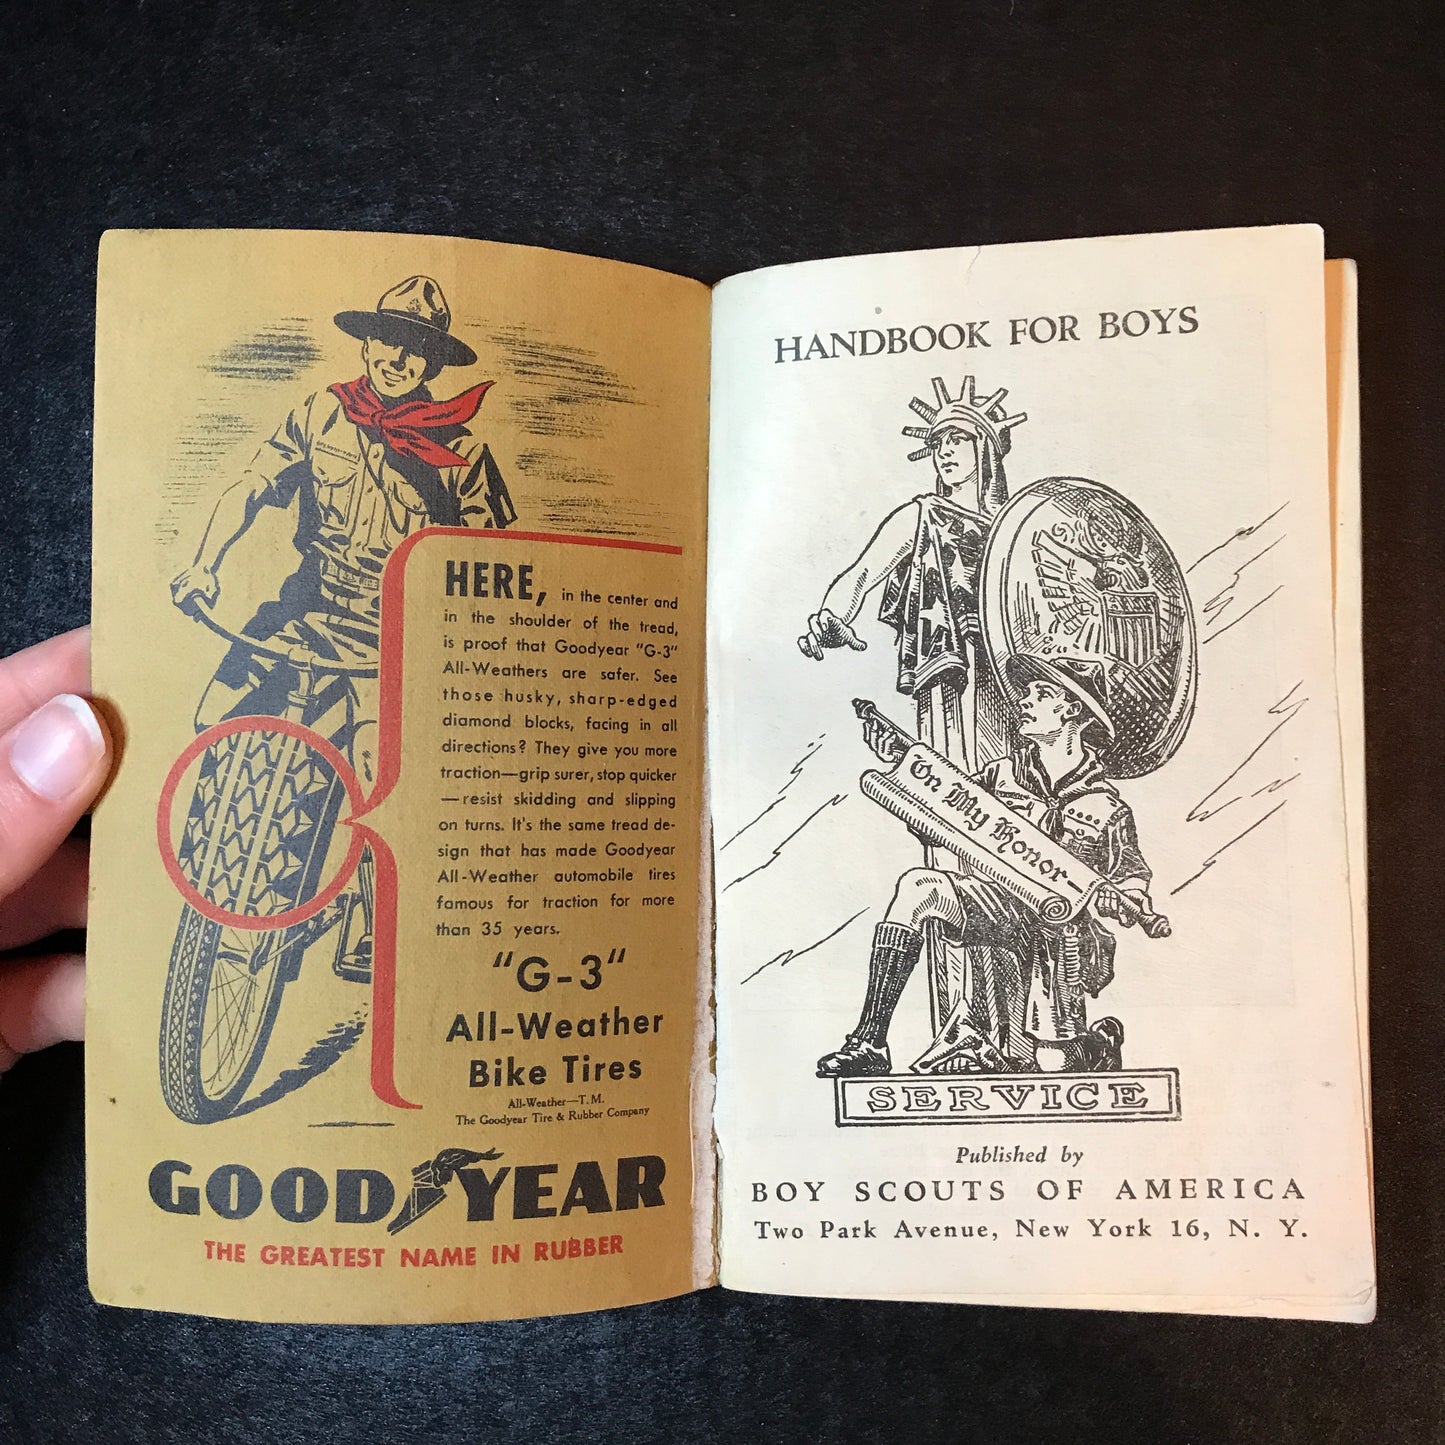 HERE, in the center and
in the shoulder of the tread,
is proof that Goodyear "G-3"
All-Weathers are safer. See
those husky, sharp-edged
diamond blocks, facing in all
directions? They give you more
traction—grip surer, stop quicker
—resist skidding and slipping
on turns. It's the same tread de-
sign that has made Goodyear
All-Weather automobile tires
famous for traction for more
than 35 years.
"G-3"
All-Weather
Bike Tires
All-Weather—T.M.
The Goodyear Tire & Rubber Company
GOODYEAR
THE GREATEST NAME IN RUBBER
HANDBOOK FOR BOYS
On My Honor—
SERVICE
Published by
BOY SCOUTS OF AMERICA
Two Park Avenue, New York 16, N. Y.